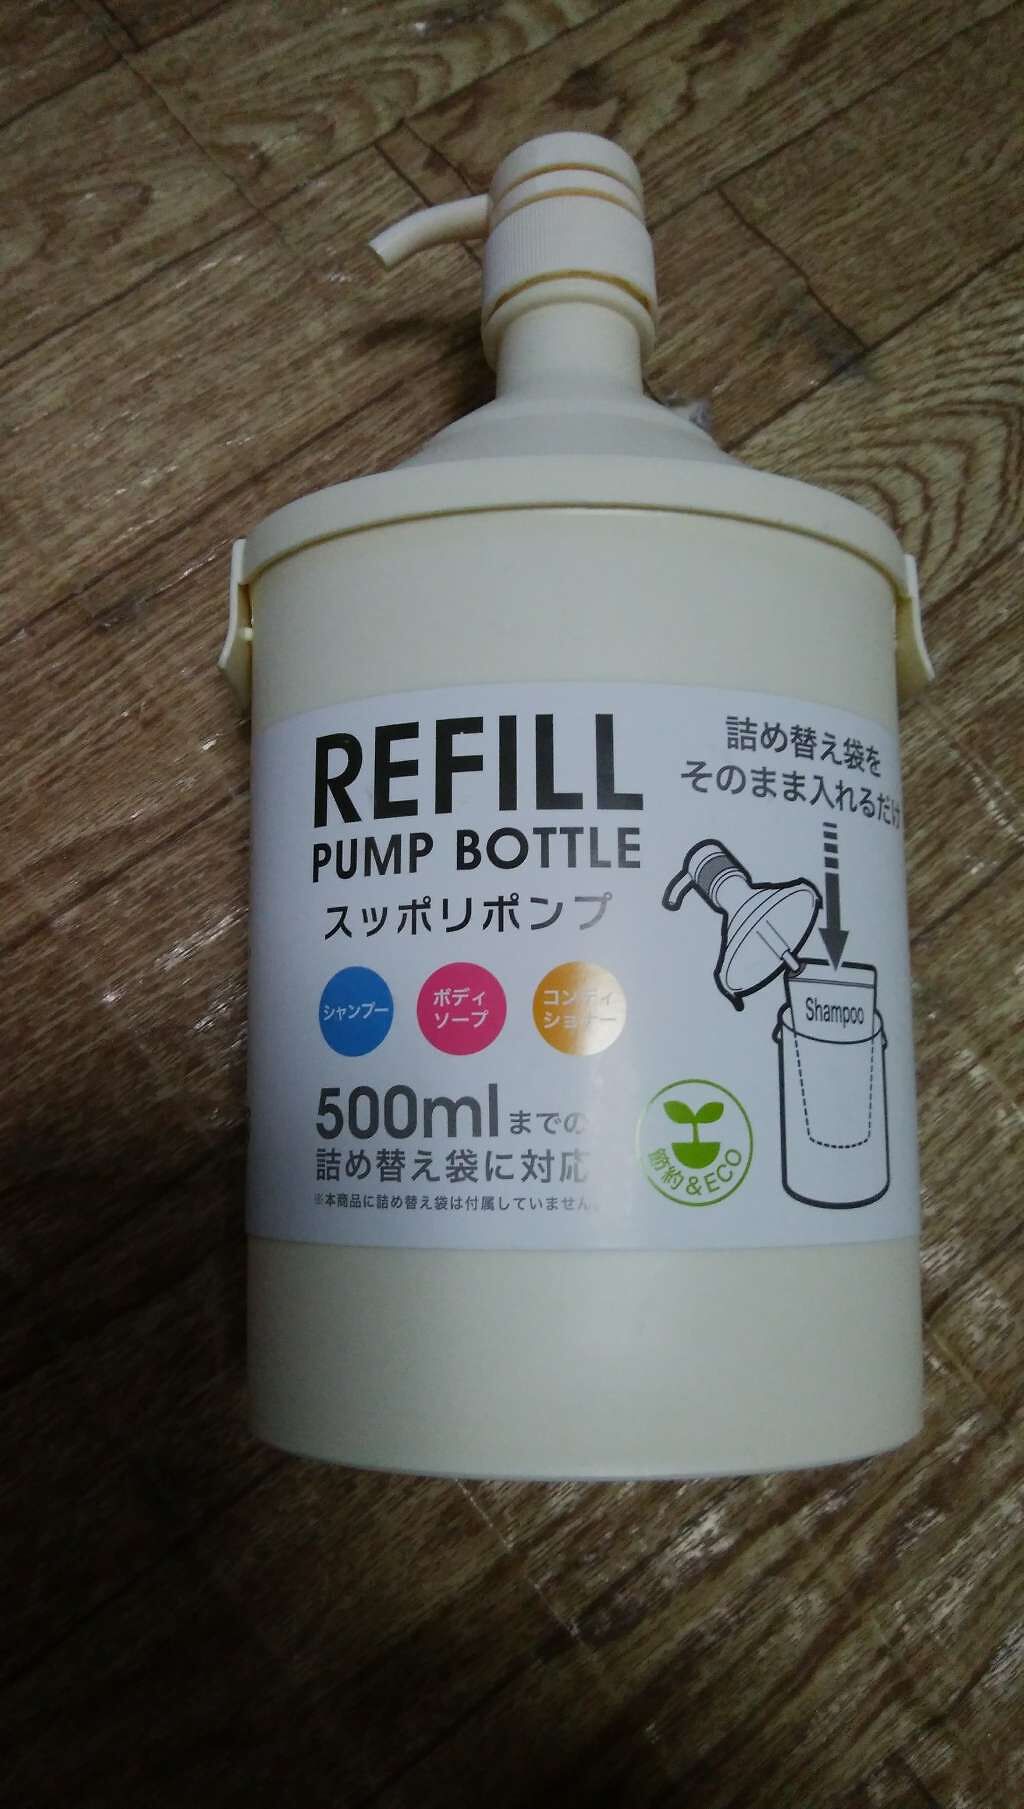 REFILL
PUMP BOTTLE
スッポリポンプ
シャンプー
ボディ
ソープ
コンディ
ショナー
500mlまでの
詰め替え袋に対応
※本商品に詰め替え袋は付属していません。
詰め替え袋を
そのまま入れるだけ
Shampoo
節約&ECO